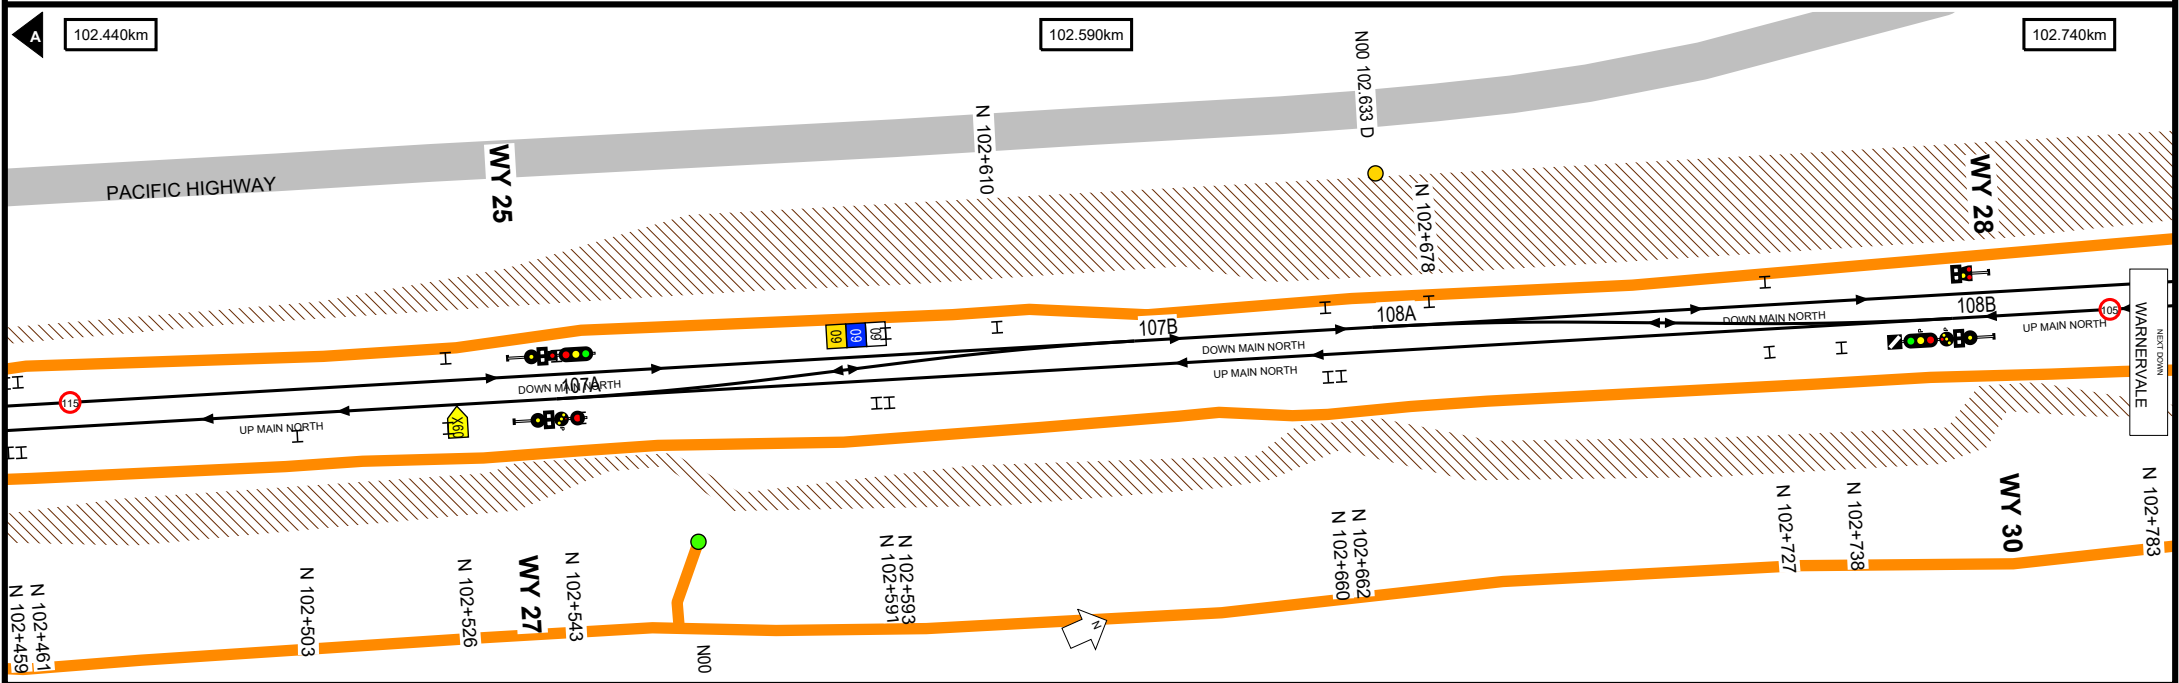 A
102.440km
102.590km
102.740km
N00 102.633 D
N 102+610
WY 25
PACIFIC HIGHWAY
N 102+678
WY 28
108B
105
108A
DOWN MAIN NORTH
UP MAIN NORTH
WARNERVALE
NEXT DOWN
107B
60
60
60
DOWN MAIN NORTH
UP MAIN NORTH
107A
DOWN MAIN NORTH
115
UP MAIN NORTH
X60
N 102+459
N 102+461
N 102+503
N 102+526
WY 27
N 102+543
N00
N 102+591
N 102+593
N
N 102+660
N 102+662
N 102+727
N 102+738
WY 30
N 102+783